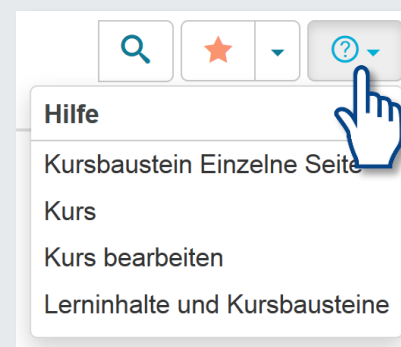 Hilfe
Kursbaustein Einzelne Seite
Kurs
Kurs bearbeiten
Lerninhalte und Kursbausteine